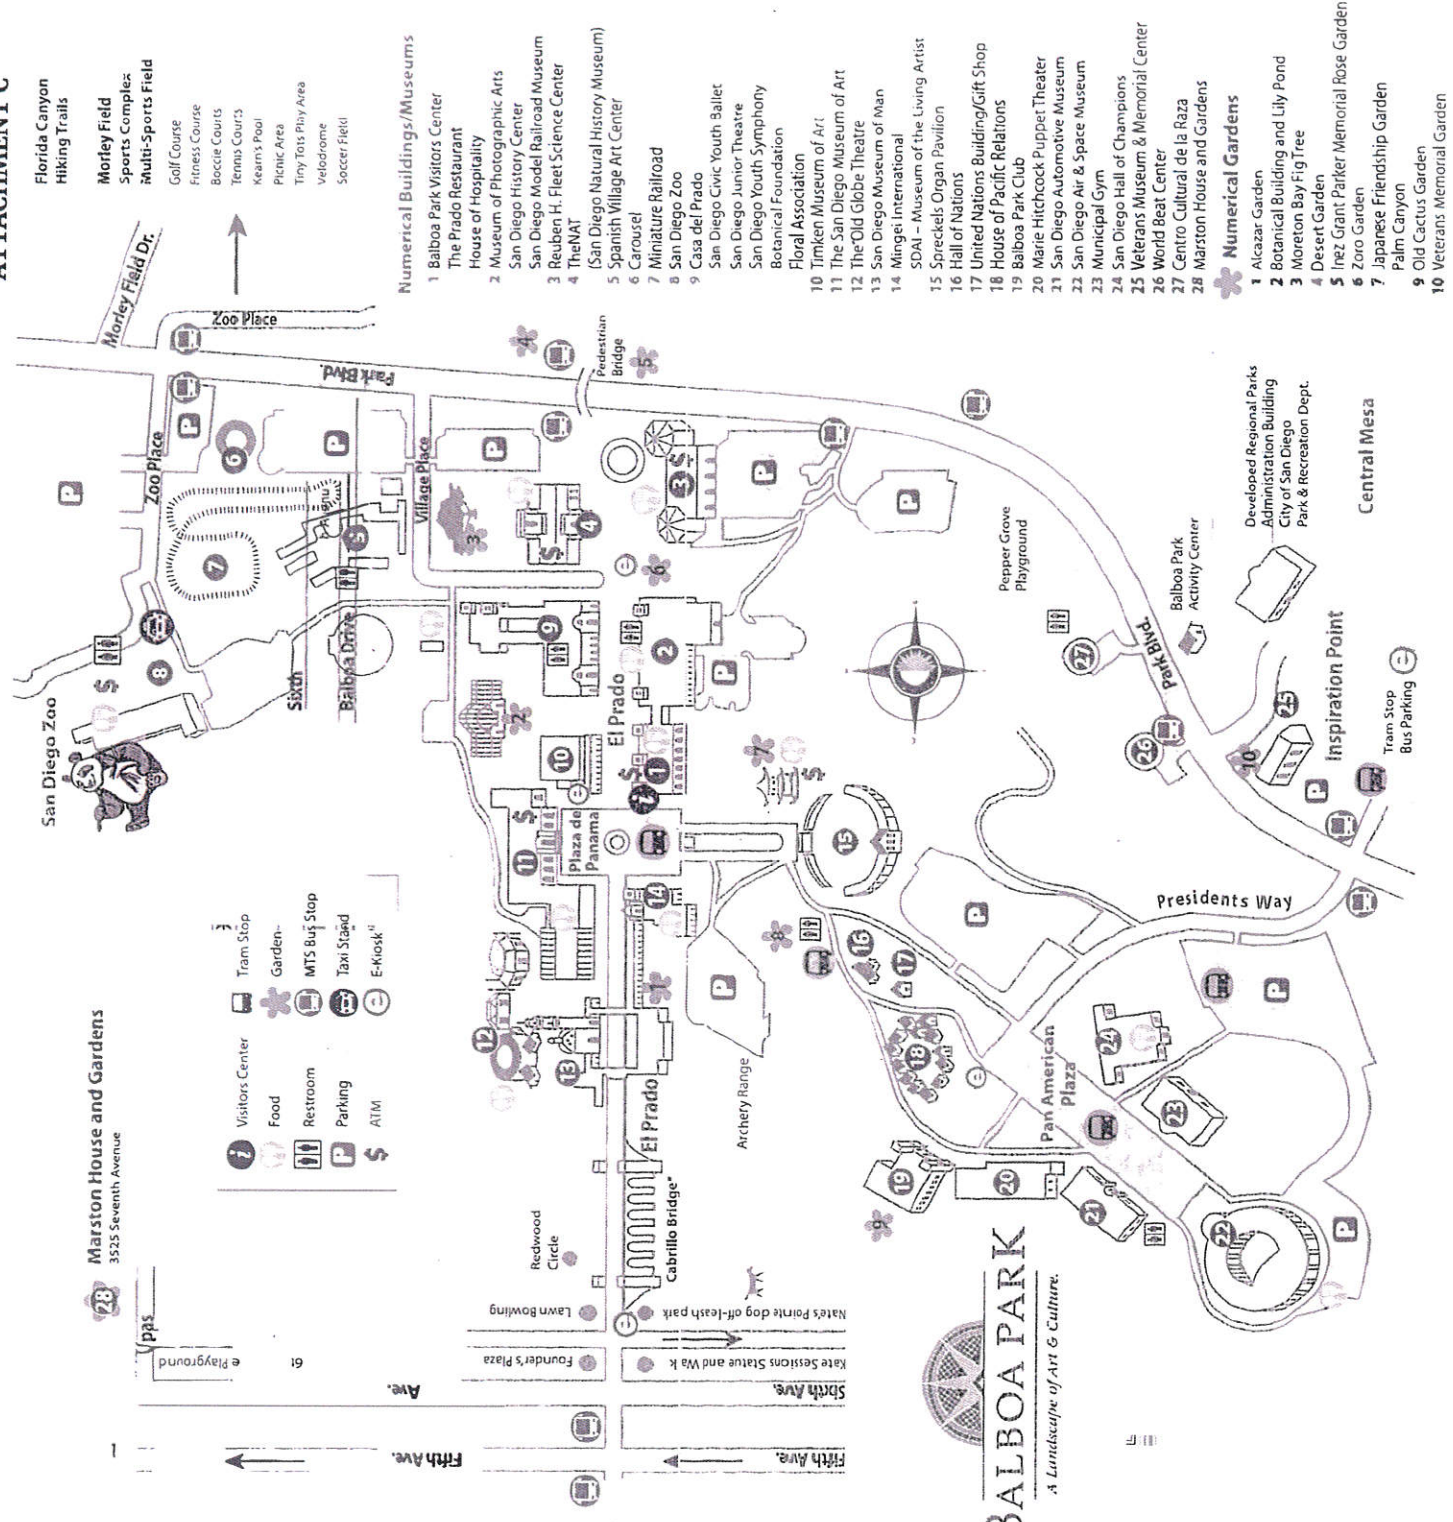 Florida Canyon
Hiking Trails
Morley Field
Sports Complex
Multi-Sports Field
Golf Course
Fitness Course
Boccie Courts
Tennis Courts
Kearn's Pool
Picnic Area
Tiny Tots Play Area
Velodrome
Soccer Field
Morley Field Dr.
Zoo Place
Zoo Place
Park Blvd.
Village Place
Pedestrian
Bridge
San Diego Zoo
Sixth
Balboa Drive
El Prado
Plaza de
Panama
Marston House and Gardens
3525 Seventh Avenue
28
Visitors Center
Food
Restroom
Parking
ATM
Tram Stop
Garden
MTS Bus Stop
Taxi Stand
E-Kiosk
Redwood
Circle
El Prado
Cabrillo Bridge
Archery Range
Lawn Bowling
Founder's Plaza
Nate's Pointe dog off-leash park
Kate Sessions Statue and Walk
e Playground
Ave.
Sixth Ave.
Fifth Ave.
Fifth Ave.
Pepper Grove
Playground
Park Blvd.
Balboa Park
Activity Center
Developed Regional Parks
Administration Building
City of San Diego
Park & Recreation Dept.
Central Mesa
Inspiration Point
Tram Stop
Bus Parking
Presidents Way
Pan American
Plaza
BALBOA PARK
A Landscape of Art & Culture.
Numerical Buildings/Museums
1 Balboa Park Visitors Center
The Prado Restaurant
House of Hospitality
2 Museum of Photographic Arts
San Diego History Center
San Diego Model Railroad Museum
3 Reuben H. Fleet Science Center
4 TheNAT
(San Diego Natural History Museum)
5 Spanish Village Art Center
6 Carousel
7 Miniature Railroad
8 San Diego Zoo
9 Casa del Prado
San Diego Civic Youth Ballet
San Diego Junior Theatre
San Diego Youth Symphony
Botanical Foundation
Floral Association
10 Timken Museum of Art
11 The San Diego Museum of Art
12 The Old Globe Theatre
13 San Diego Museum of Man
14 Mingei International
SDAI - Museum of the Living Artist
15 Spreckels Organ Pavilion
16 Hall of Nations
17 United Nations Building/Gift Shop
18 House of Pacific Relations
19 Balboa Park Club
20 Marie Hitchcock Puppet Theater
21 San Diego Automotive Museum
22 San Diego Air & Space Museum
23 Municipal Gym
24 San Diego Hall of Champions
25 Veterans Museum & Memorial Center
26 World Beat Center
27 Centro Cultural de la Raza
28 Marston House and Gardens
Numerical Gardens
1 Alcazar Garden
2 Botanical Building and Lily Pond
3 Moreton Bay Fig Tree
4 Desert Garden
5 Inez Grant Parker Memorial Rose Garden
6 Zoro Garden
7 Japanese Friendship Garden
Palm Canyon
9 Old Cactus Garden
10 Veterans Memorial Garden